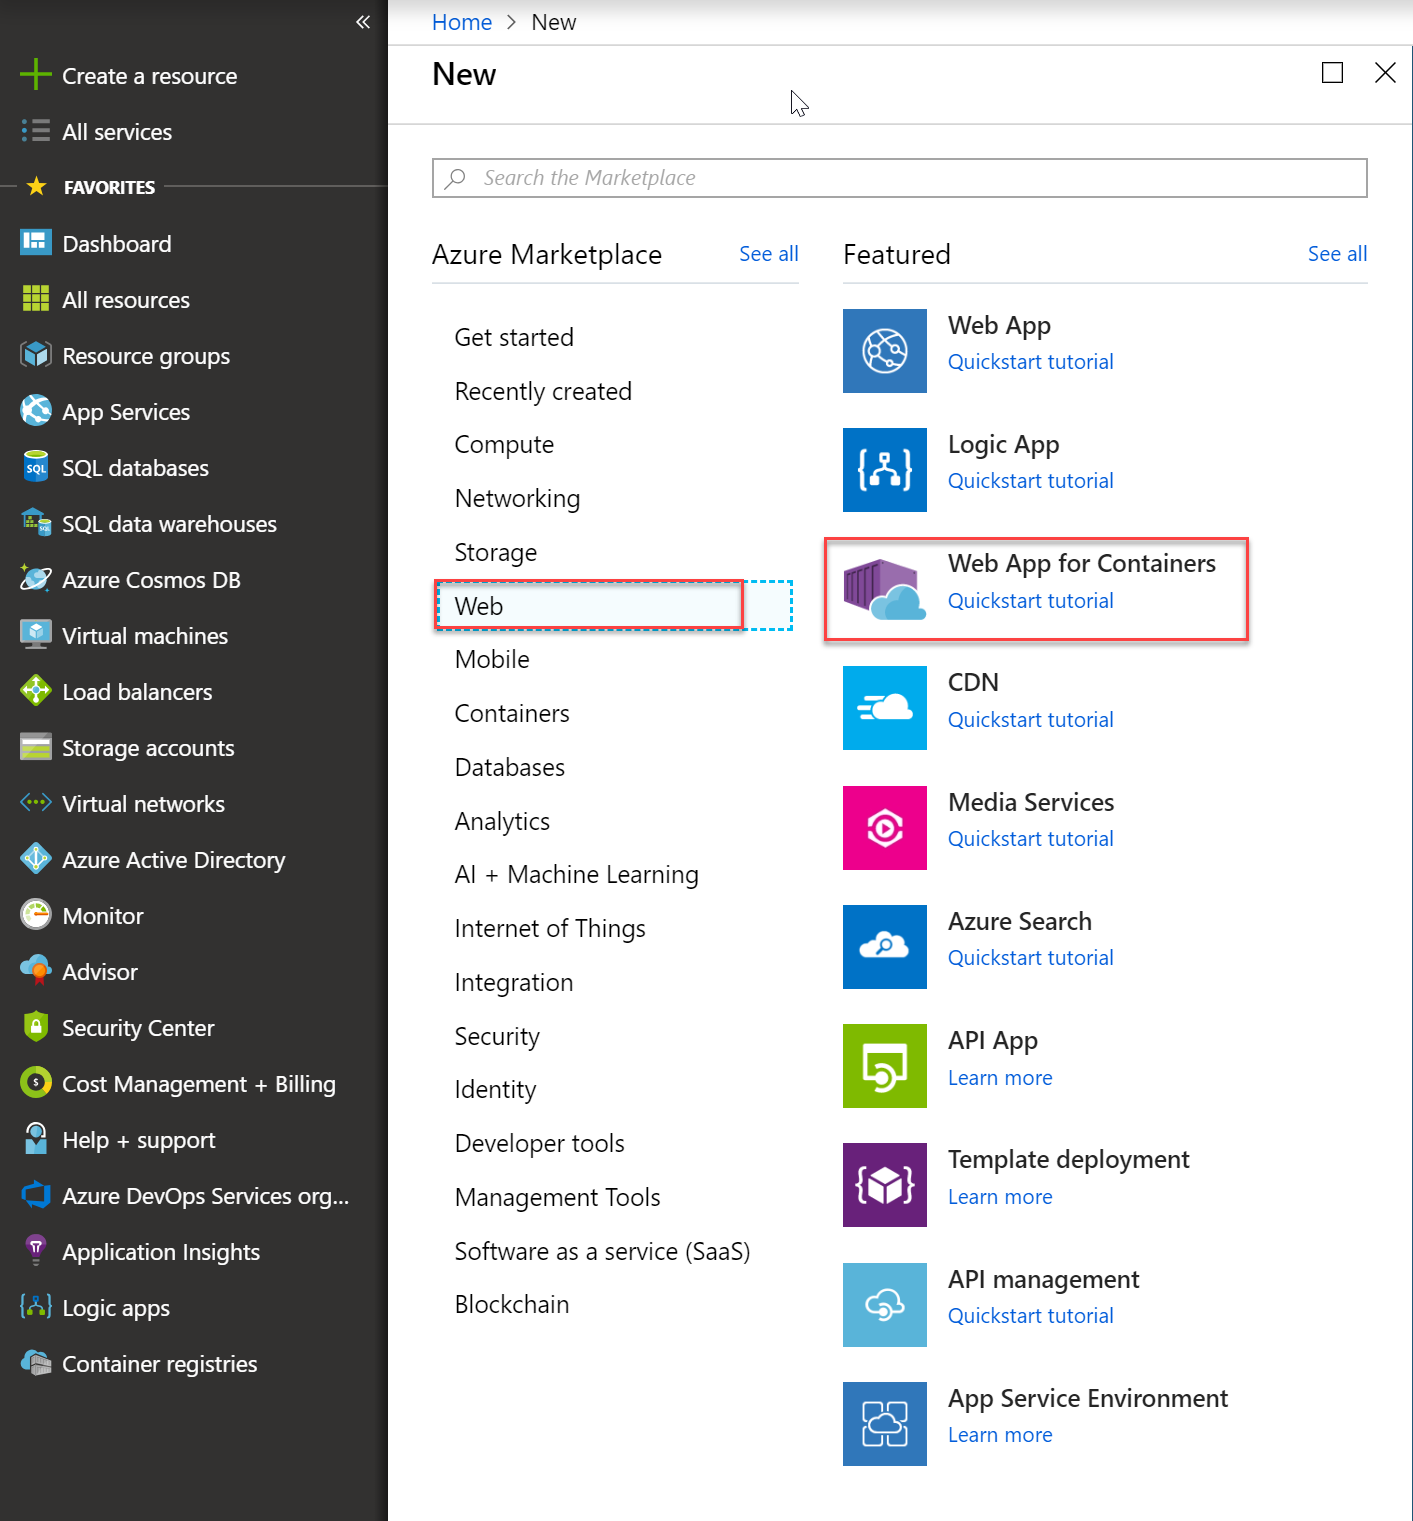 Create a resource
All services
FAVORITES
Dashboard
All resources
Resource groups
App Services
SQL databases
SQL data warehouses
Azure Cosmos DB
Virtual machines
Load balancers
Storage accounts
Virtual networks
Azure Active Directory
Monitor
Advisor
Security Center
Cost Management + Billing
Help + support
Azure DevOps Services org...
Application Insights
Logic apps
Container registries
Home > New
New
Search the Marketplace
Azure Marketplace
See all
Get started
Recently created
Compute
Networking
Storage
Web
Mobile
Containers
Databases
Analytics
AI + Machine Learning
Internet of Things
Integration
Security
Identity
Developer tools
Management Tools
Software as a service (SaaS)
Blockchain
Featured
See all
Web App
Quickstart tutorial
Logic App
Quickstart tutorial
Web App for Containers
Quickstart tutorial
CDN
Quickstart tutorial
Media Services
Quickstart tutorial
Azure Search
Quickstart tutorial
API App
Learn more
Template deployment
Learn more
API management
Quickstart tutorial
App Service Environment
Learn more